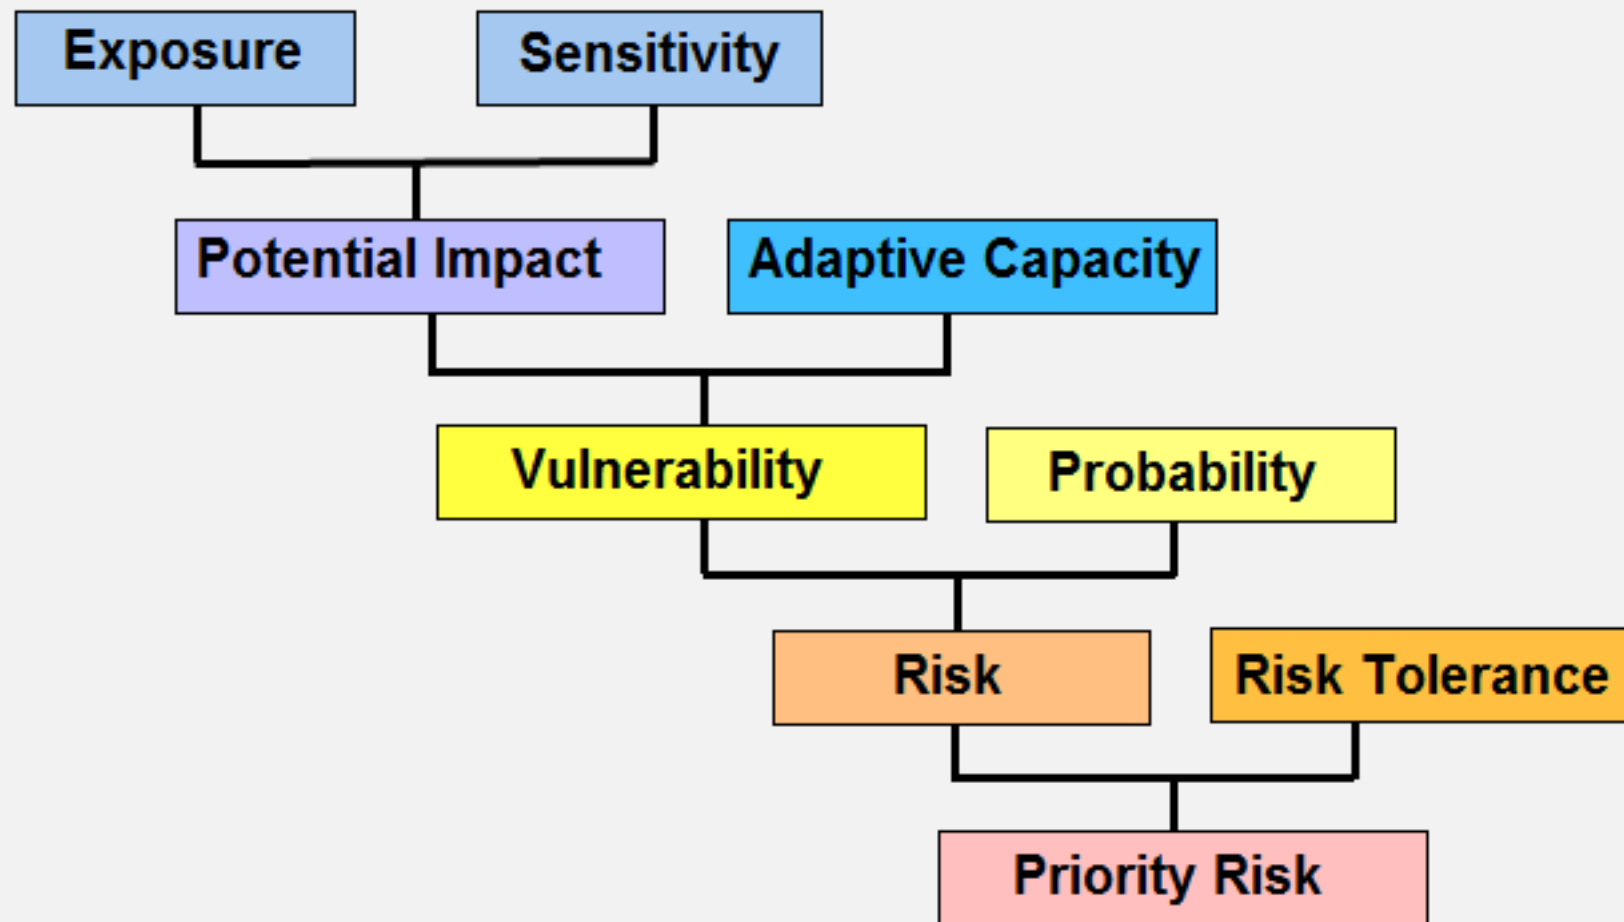 Exposure
Sensitivity
Potential Impact
Adaptive Capacity
Vulnerability
Probability
Risk
Risk Tolerance
Priority Risk